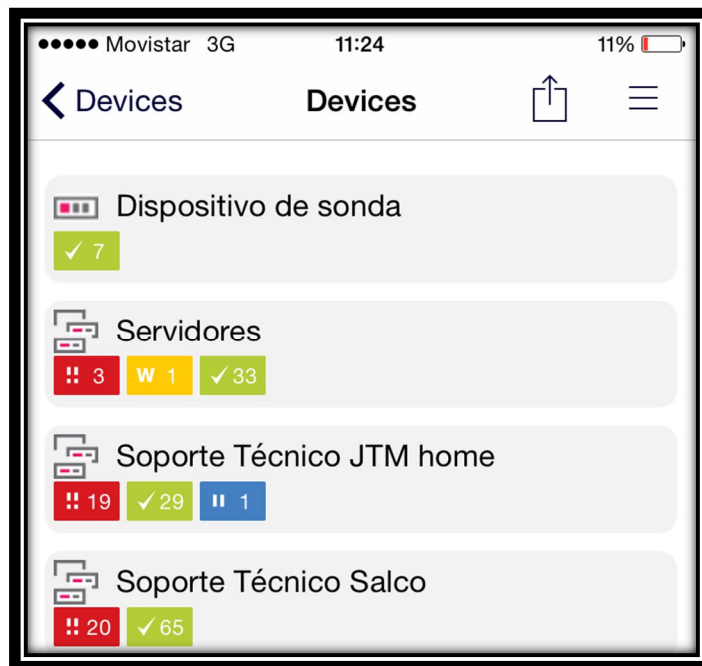 Movistar 3G 11:24 11%
Devices Devices
Dispositivo de sonda
✓ 7
Servidores
!! 3 W 1 ✓ 33
Soporte Técnico JTM home
!! 19 ✓ 29 II 1
Soporte Técnico Salco
!! 20 ✓ 65